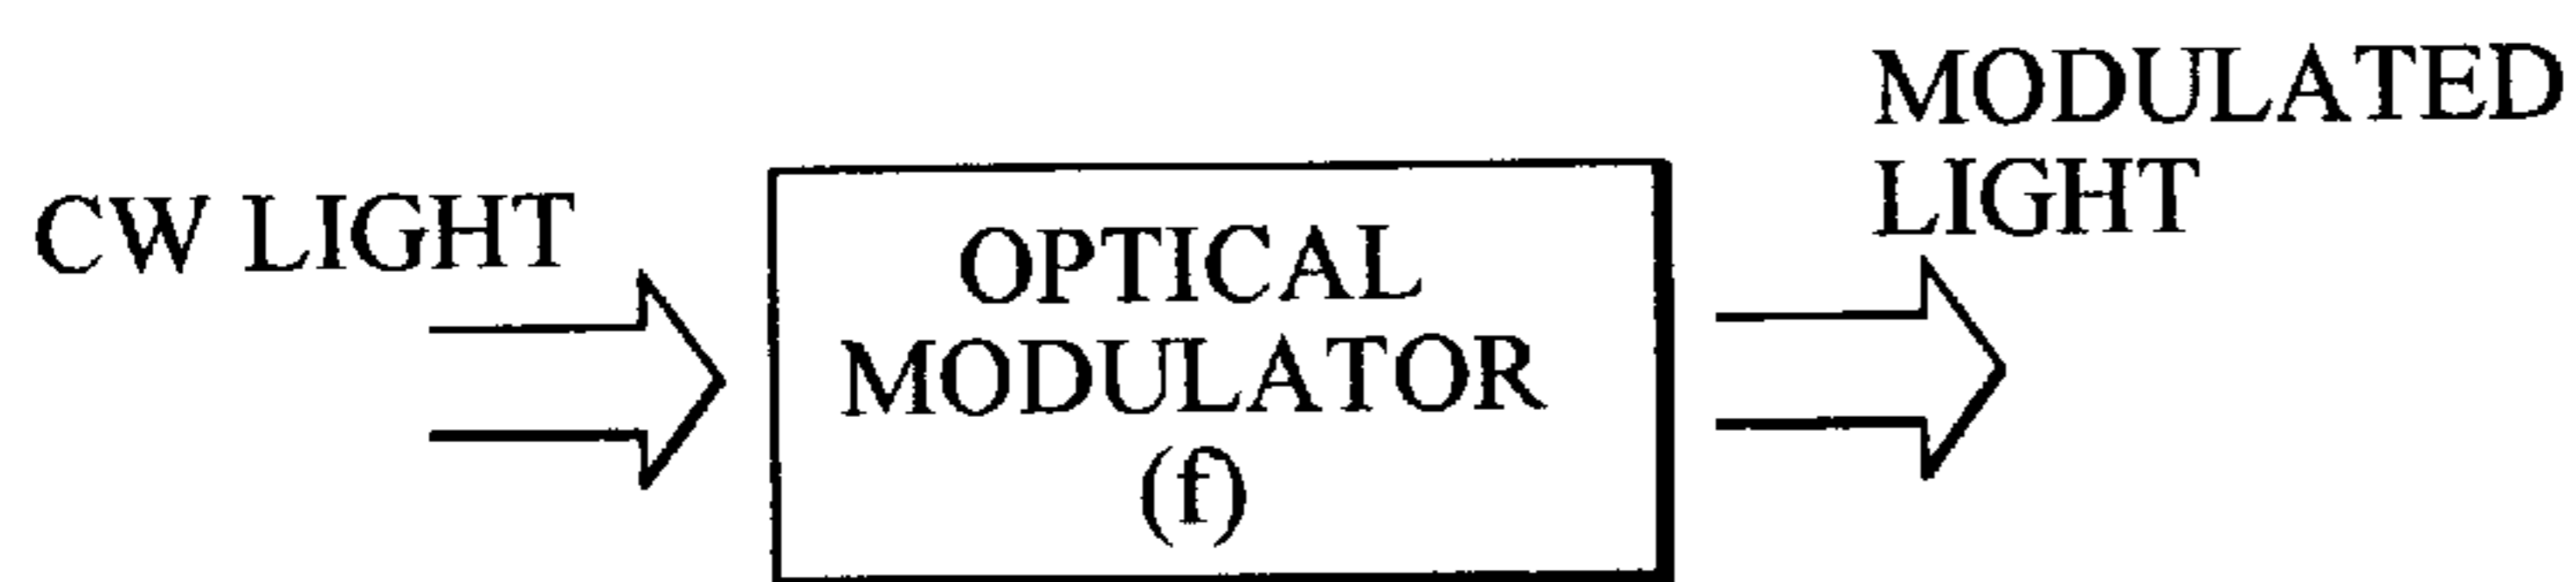 CW LIGHT
OPTICAL
MODULATOR
(f)
MODULATED
LIGHT